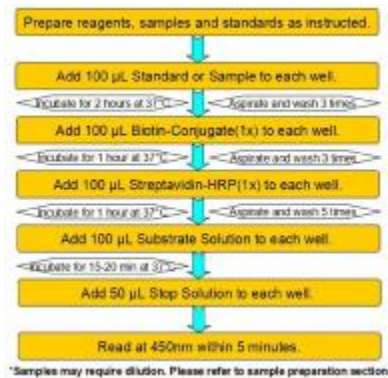 Prepare reagents, samples and standards as instructed.
Add 100 µL Standard or Sample to each well.
Incubate for 2 hours at 37°C
Aspirate and wash 3 times
Add 100 µL Biotin-Conjugate(1x) to each well.
Incubate for 1 hour at 37°C
Aspirate and wash 3 times
Add 100 µL Streptavidin-HRP(1x) to each well.
Incubate for 1 hour at 37°C
Aspirate and wash 5 times
Add 100 µL Substrate Solution to each well.
Incubate for 15-20 min at 37°C
Add 50 µL Stop Solution to each well.
Read at 450nm within 5 minutes.
*Samples may require dilution. Please refer to sample preparation section